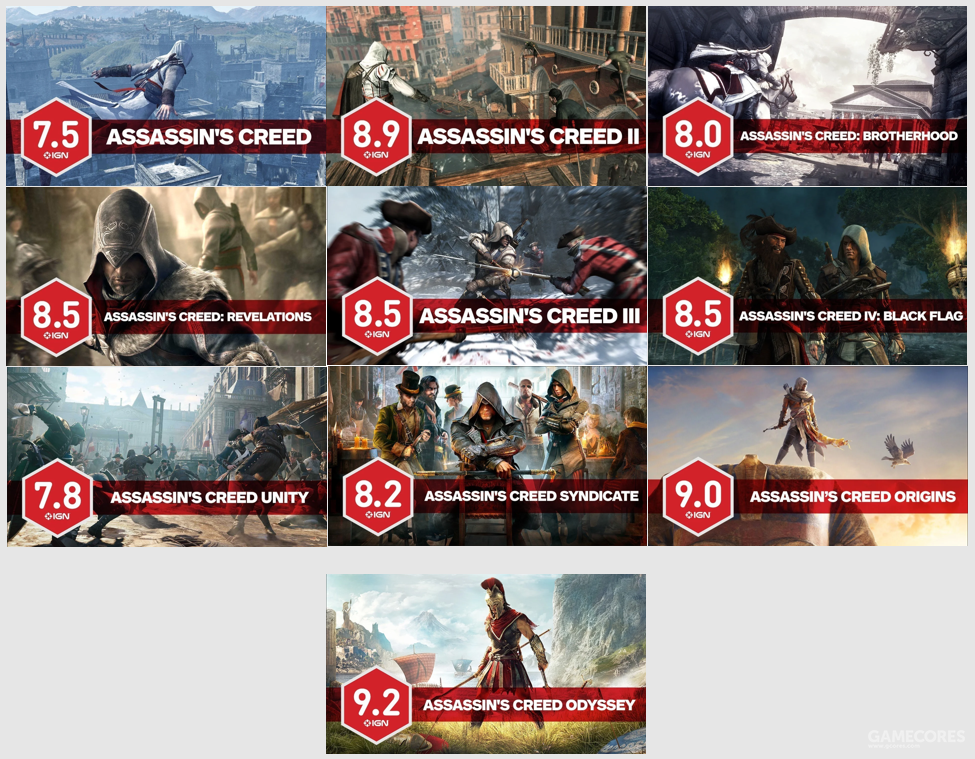 7.5
IGN
ASSASSIN'S CREED
8.9
IGN
ASSASSIN'S CREED II
8.0
IGN
ASSASSIN'S CREED: BROTHERHOOD
8.5
IGN
ASSASSIN'S CREED: REVELATIONS
8.5
IGN
ASSASSIN'S CREED III
8.5
IGN
ASSASSIN'S CREED IV: BLACK FLAG
7.8
IGN
ASSASSIN'S CREED UNITY
8.2
IGN
ASSASSIN'S CREED SYNDICATE
9.0
IGN
ASSASSIN’S CREED ORIGINS
9.2
IGN
ASSASSIN'S CREED ODYSSEY
GAMECORES